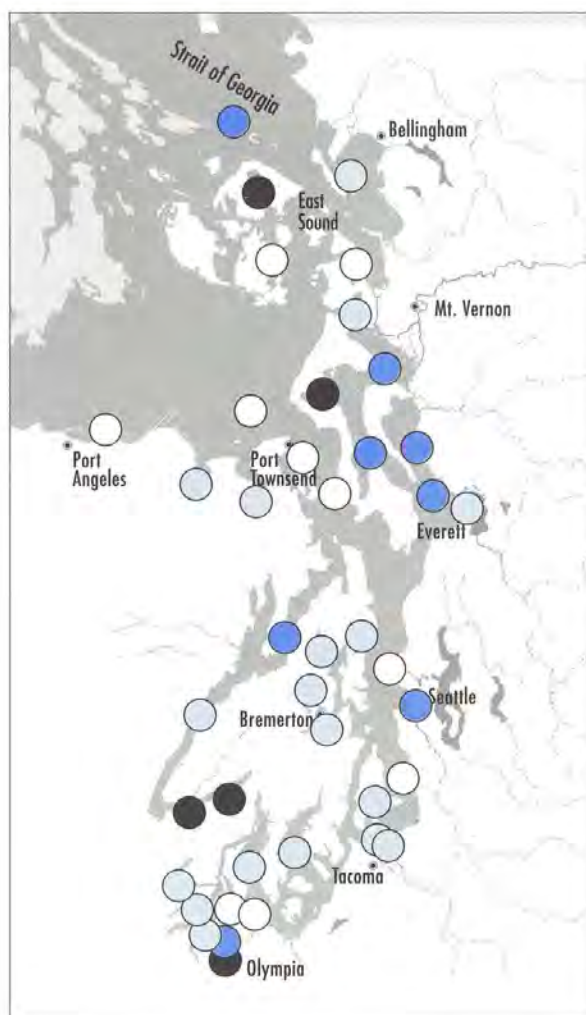 Strait of Georgia
Bellingham
East
Sound
Mt. Vernon
Port
Angeles
Port
Townsend
Everett
Seattle
Bremerton
Tacoma
Olympia